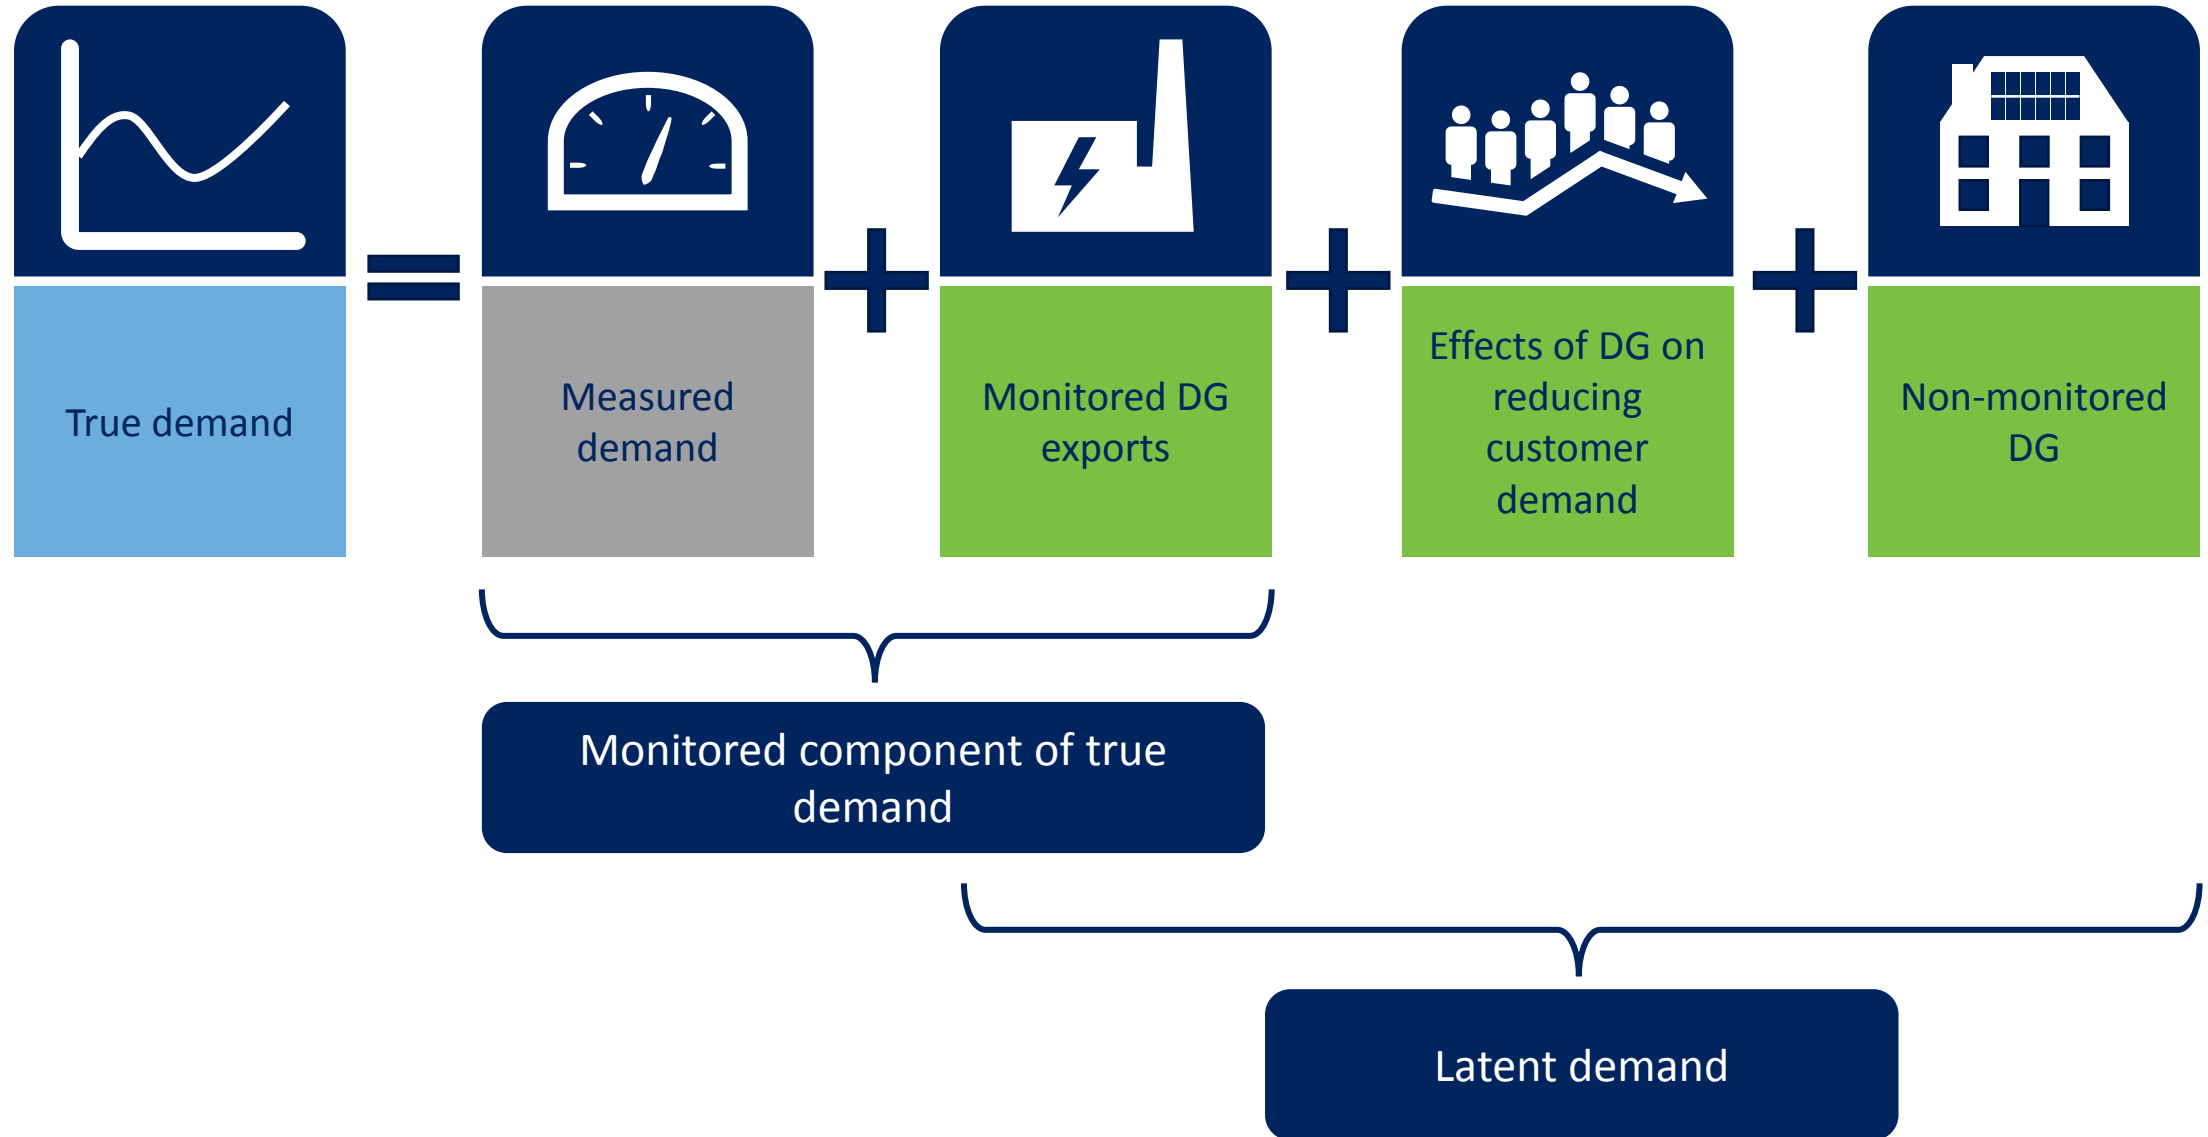 True demand
Measured
demand
Monitored DG
exports
Effects of DG on
reducing
customer
demand
Non-monitored
DG
Monitored component of true
demand
Latent demand